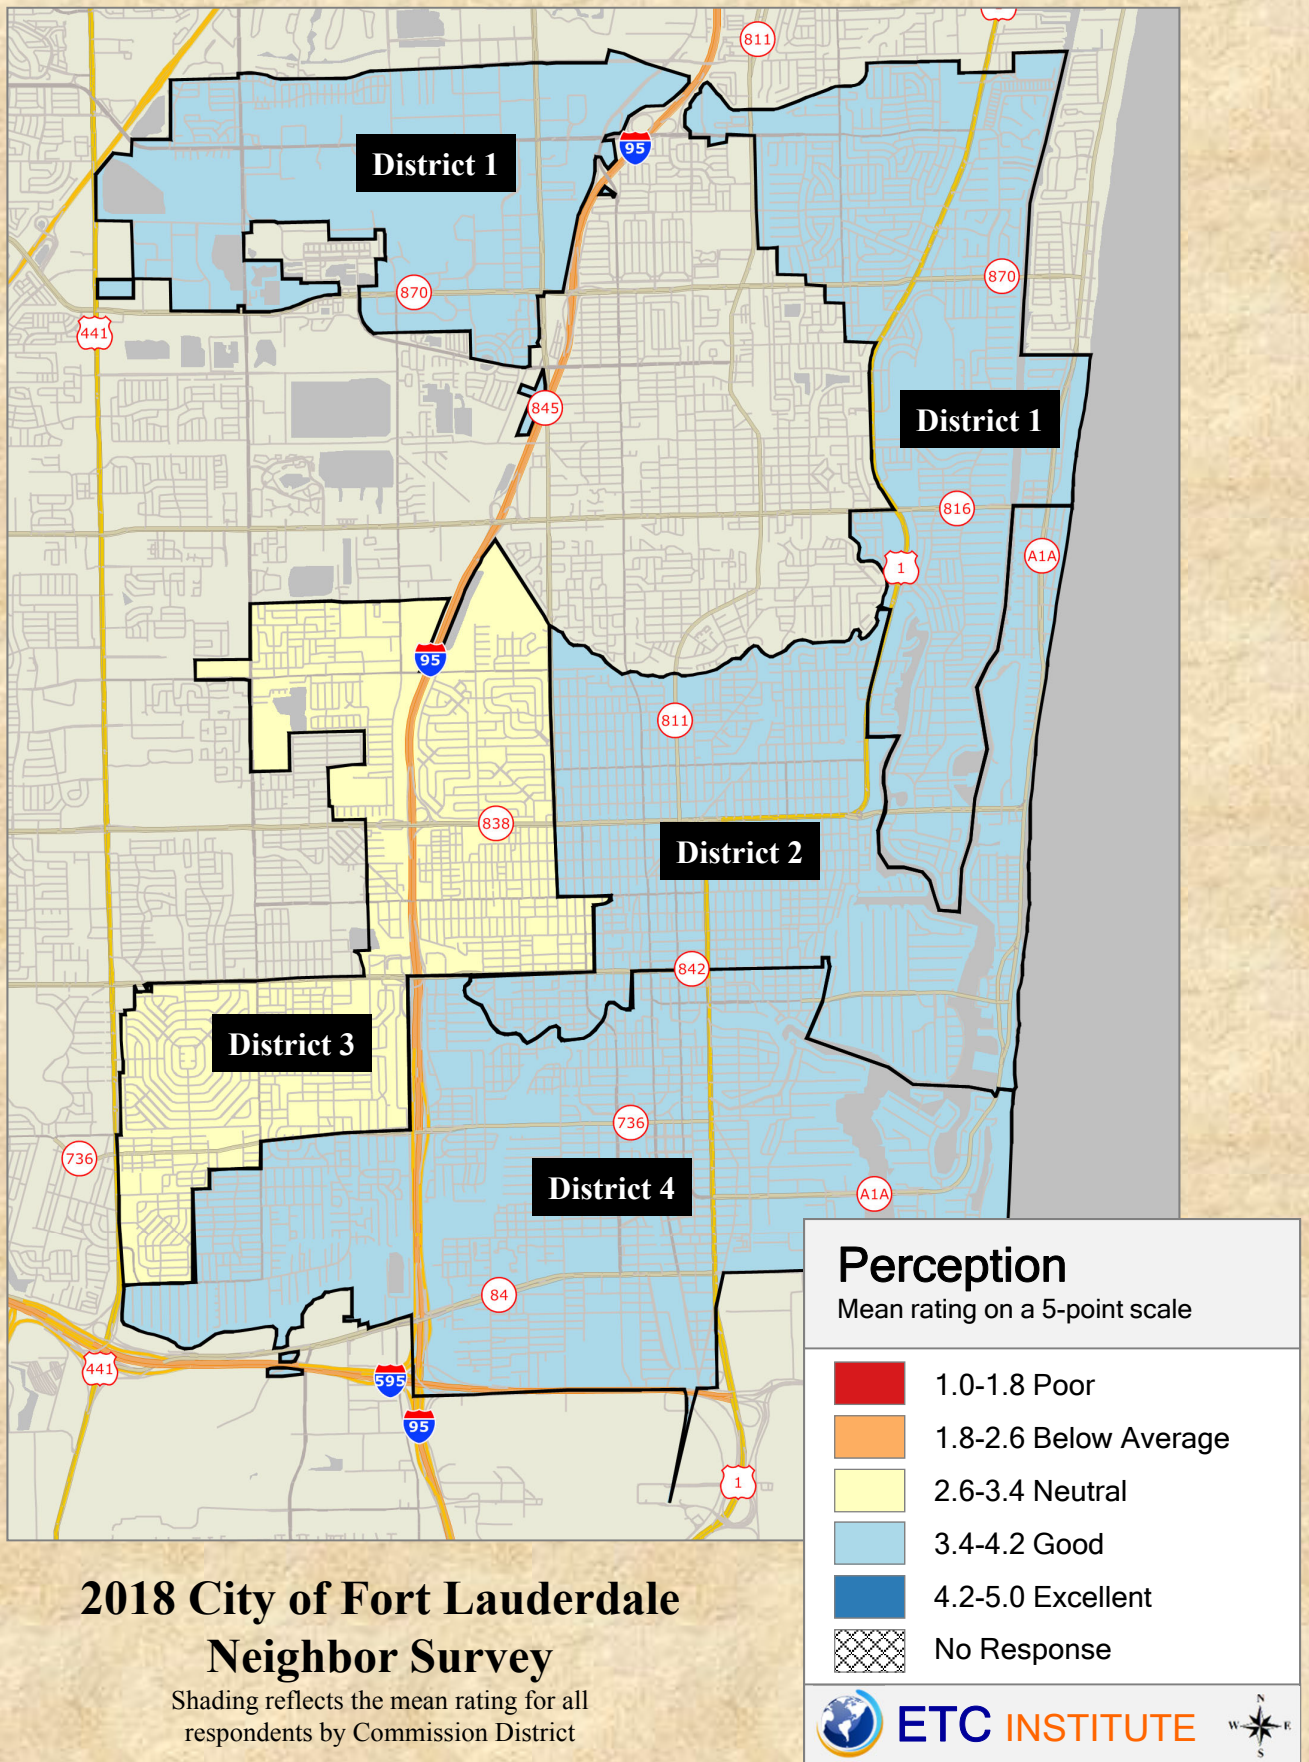 811
95
District 1
870
870
441
845
District 1
816
A1A
1
95
811
838
District 2
842
District 3
736
736
District 4
A1A
84
441
595
95
1
Perception
Mean rating on a 5-point scale
1.0-1.8 Poor
1.8-2.6 Below Average
2.6-3.4 Neutral
3.4-4.2 Good
4.2-5.0 Excellent
No Response
2018 City of Fort Lauderdale
Neighbor Survey
Shading reflects the mean rating for all
respondents by Commission District
ETC INSTITUTE
N
W E
S